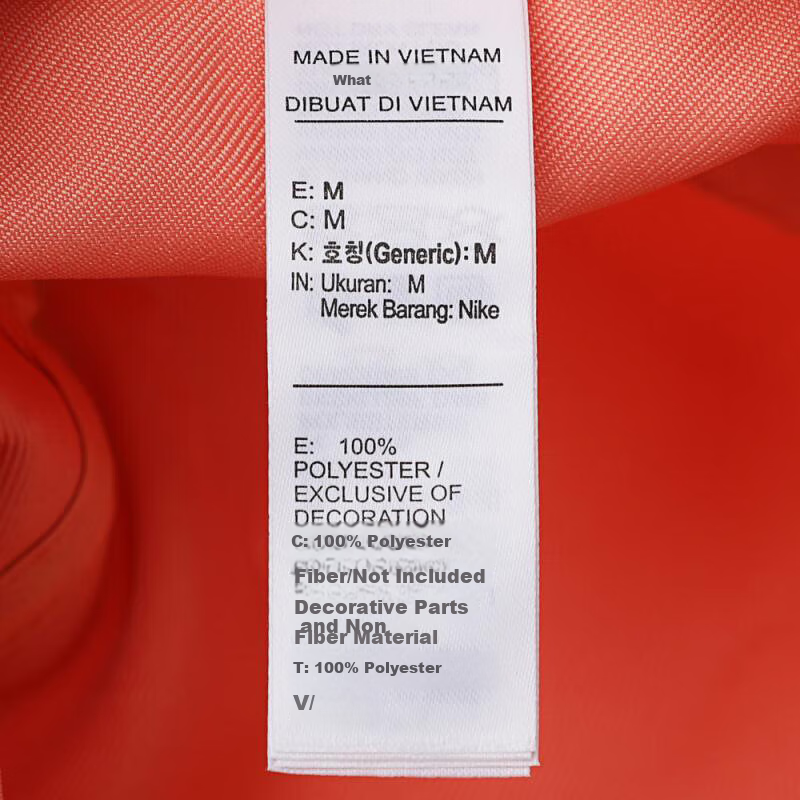 MADE IN VIETNAM
What
DIBUAT DI VIETNAM
E: M
C: M
K: 호칭(Generic): M
IN: Ukuran: M
Merek Barang: Nike
E: 100%
POLYESTER /
EXCLUSIVE OF
DECORATION
C: 100% Polyester
Fiber/Not Included
Decorative Parts
and Non
Fiber Material
T: 100% Polyester
V/